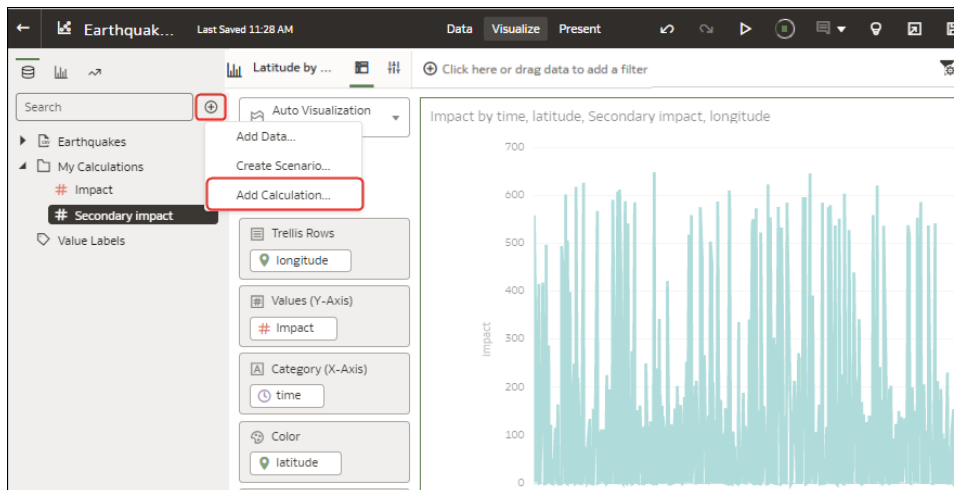 Earthquak...
Last Saved 11:28 AM
Data
Visualize
Present
Latitude by ...
Click here or drag data to add a filter
Search
Auto Visualization
Add Data...
Create Scenario...
Add Calculation...
Earthquakes
My Calculations
# Impact
# Secondary impact
Value Labels
Trellis Rows
longitude
Values (Y-Axis)
# Impact
Category (X-Axis)
time
Color
latitude
Impact by time, latitude, Secondary impact, longitude
700
600
500
400
300
200
100
0
Impact